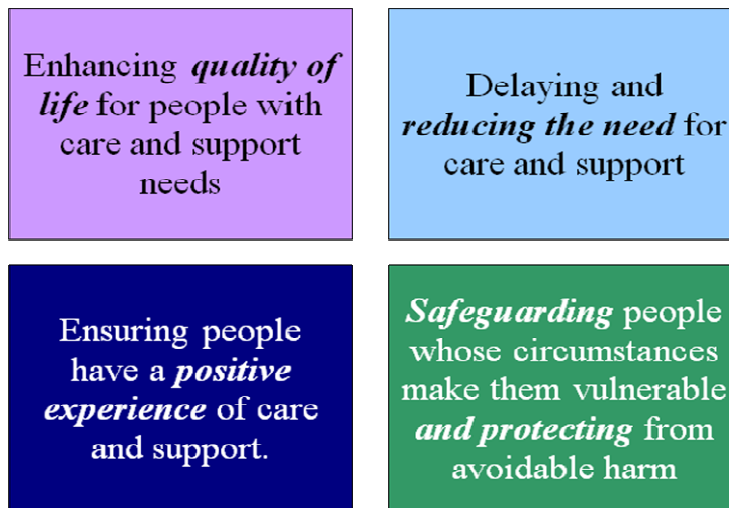 Enhancing quality of
life for people with
care and support
needs
Delaying and
reducing the need for
care and support
Ensuring people
have a positive
experience of care
and support.
Safeguarding people
whose circumstances
make them vulnerable
and protecting from
avoidable harm